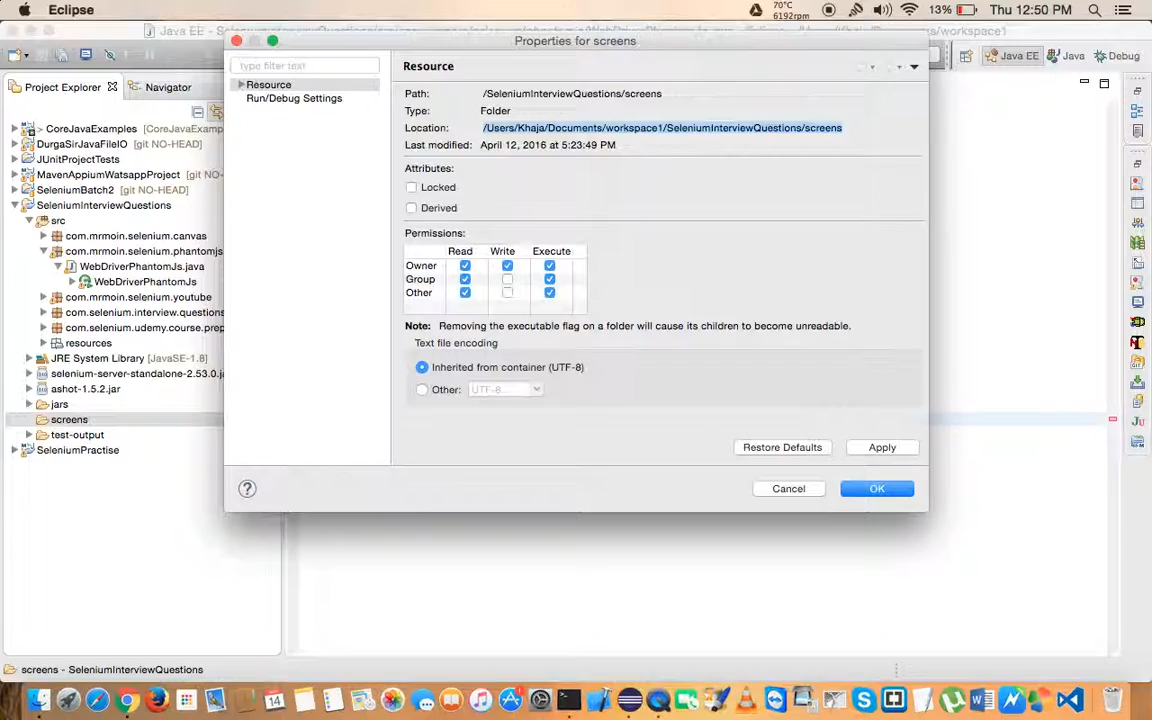 Eclipse
70°C
6192rpm
13%
Thu 12:50 PM
Properties for screens
Java EE
Java
Debug
Project Explorer
Navigator
type filter text
Resource
Run/Debug Settings
Resource
Path: /SeleniumInterviewQuestions/screens
Type: Folder
Location: /Users/Khaja/Documents/workspace1/SeleniumInterviewQuestions/screens
Last modified: April 12, 2016 at 5:23:49 PM
Attributes:
Locked
Derived
Permissions:
Read Write Execute
Owner
Group
Other
Note: Removing the executable flag on a folder will cause its children to become unreadable.
Text file encoding
Inherited from container (UTF-8)
Other: UTF-8
Restore Defaults
Apply
Cancel
OK
> CoreJavaExamples
DurgaSirJavaFileIO [git NO-HEAD]
JUnitProjectTests
MavenAppiumWatsappProject
SeleniumBatch2 [git NO-HEAD]
SeleniumInterviewQuestions
src
com.mrmoin.selenium.canvas
com.mrmoin.selenium.phantomjs
WebDriverPhantomJs.java
WebDriverPhantomJs
com.mrmoin.selenium.youtube
com.selenium.interview.questions
com.selenium.udemy.course.prep
resources
JRE System Library [JavaSE-1.8]
selenium-server-standalone-2.53.0.j
ashot-1.5.2.jar
jars
screens
test-output
SeleniumPractise
screens - SeleniumInterviewQuestions
14